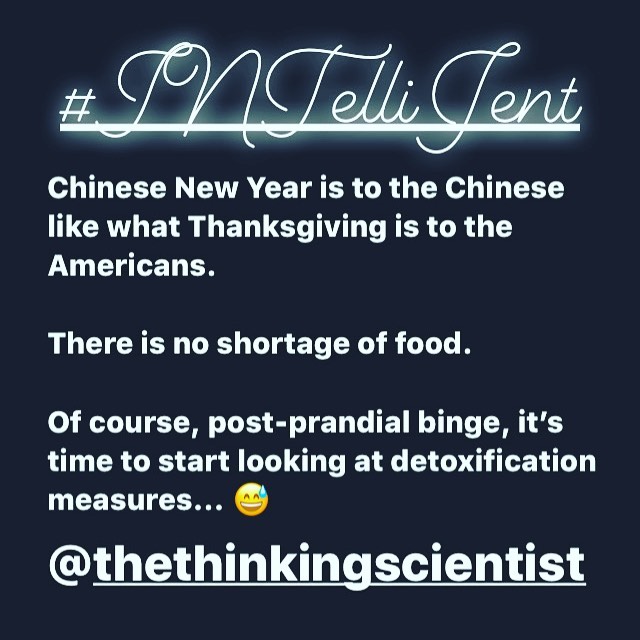 #INTelliJent
Chinese New Year is to the Chinese
like what Thanksgiving is to the
Americans.
There is no shortage of food.
Of course, post-prandial binge, it’s
time to start looking at detoxification
measures... 😅
@thethinkingscientist